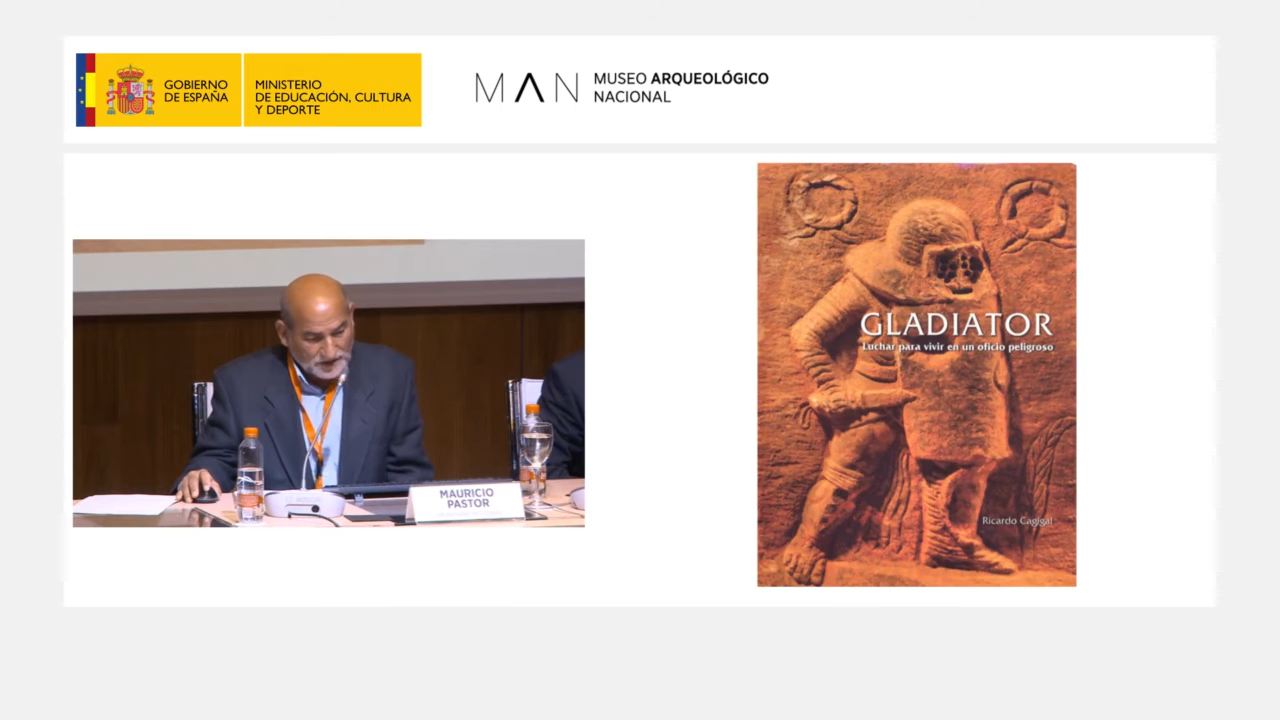 GOBIERNO
DE ESPAÑA
MINISTERIO
DE EDUCACIÓN, CULTURA
Y DEPORTE
MAN
MUSEO ARQUEOLÓGICO
NACIONAL
GLADIATOR
Luchar para vivir en un oficio peligroso
Ricardo Cagigal
MAURICIO
PASTOR